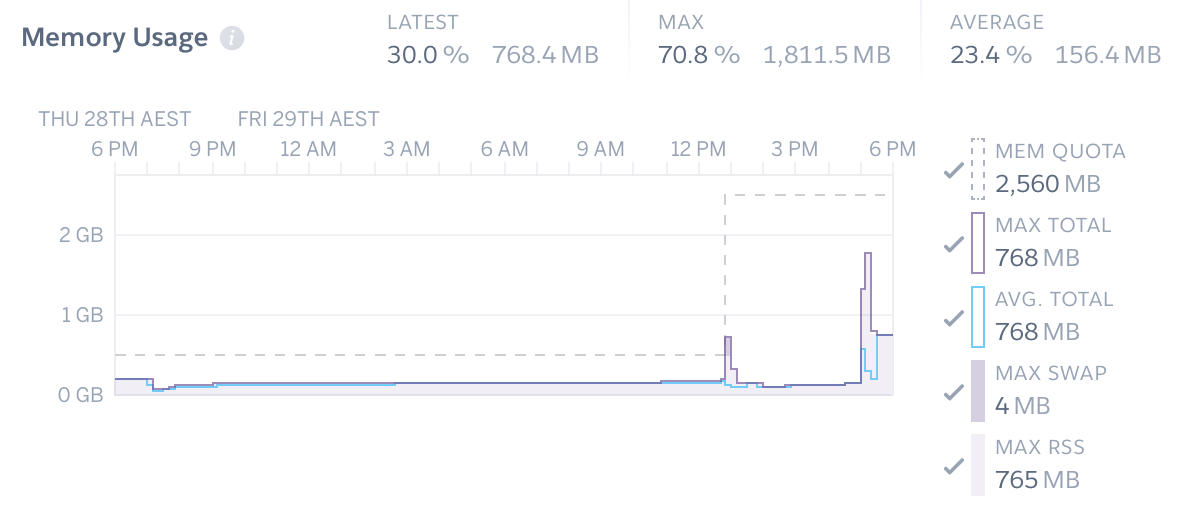 Memory Usage i
LATEST
30.0 % 768.4 MB
MAX
70.8 % 1,811.5 MB
AVERAGE
23.4 % 156.4 MB
THU 28TH AEST FRI 29TH AEST
6 PM 9 PM 12 AM 3 AM 6 AM 9 AM 12 PM 3 PM 6 PM
2 GB
1 GB
0 GB
MEM QUOTA
2,560 MB
MAX TOTAL
768 MB
AVG. TOTAL
768 MB
MAX SWAP
4 MB
MAX RSS
765 MB